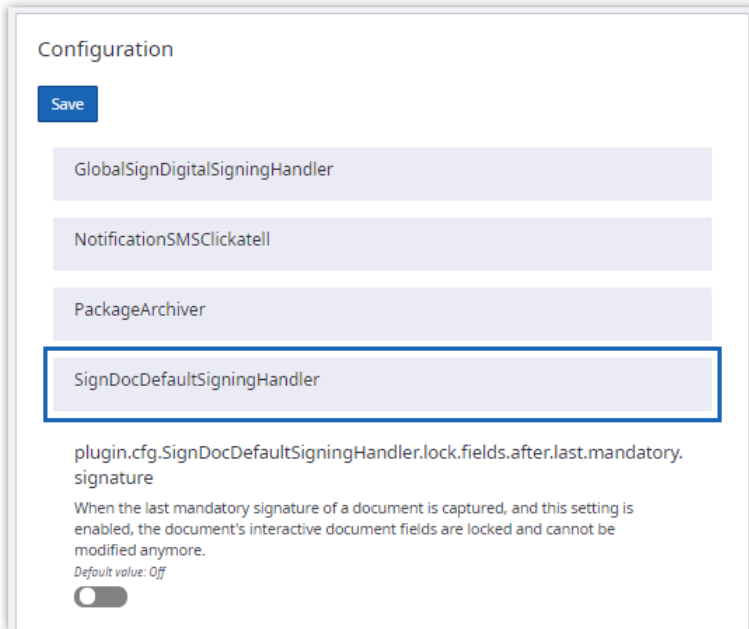 Configuration
Save
GlobalSignDigitalSigningHandler
NotificationSMSClickatell
PackageArchiver
SignDocDefaultSigningHandler
plugin.cfg.SignDocDefaultSigningHandler.lock.fields.after.last.mandatory.
signature
When the last mandatory signature of a document is captured, and this setting is
enabled, the document's interactive document fields are locked and cannot be
modified anymore.
Default value: Off